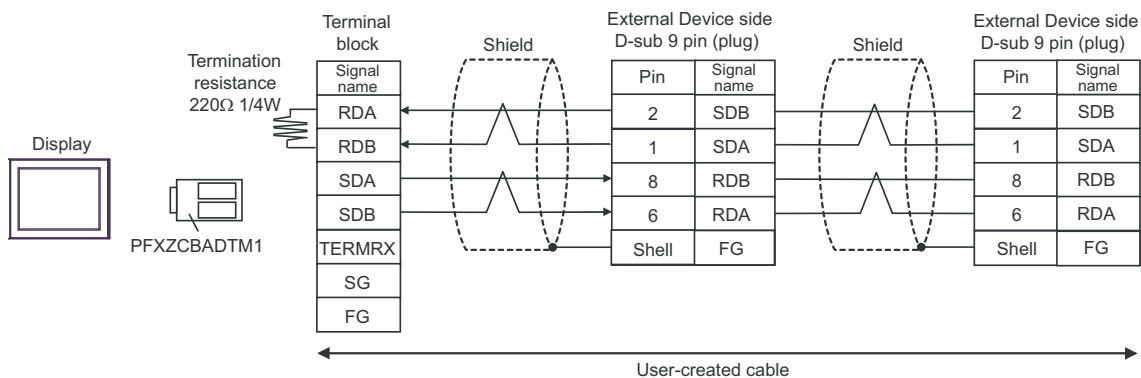 Display
PFXZCBADTM1
Termination
resistance
220Ω 1/4W
Terminal
block
Signal
name
RDA
RDB
SDA
SDB
TERMRX
SG
FG
Shield
External Device side
D-sub 9 pin (plug)
Pin Signal
name
2 SDB
1 SDA
8 RDB
6 RDA
Shell FG
Shield
External Device side
D-sub 9 pin (plug)
Pin Signal
name
2 SDB
1 SDA
8 RDB
6 RDA
Shell FG
User-created cable